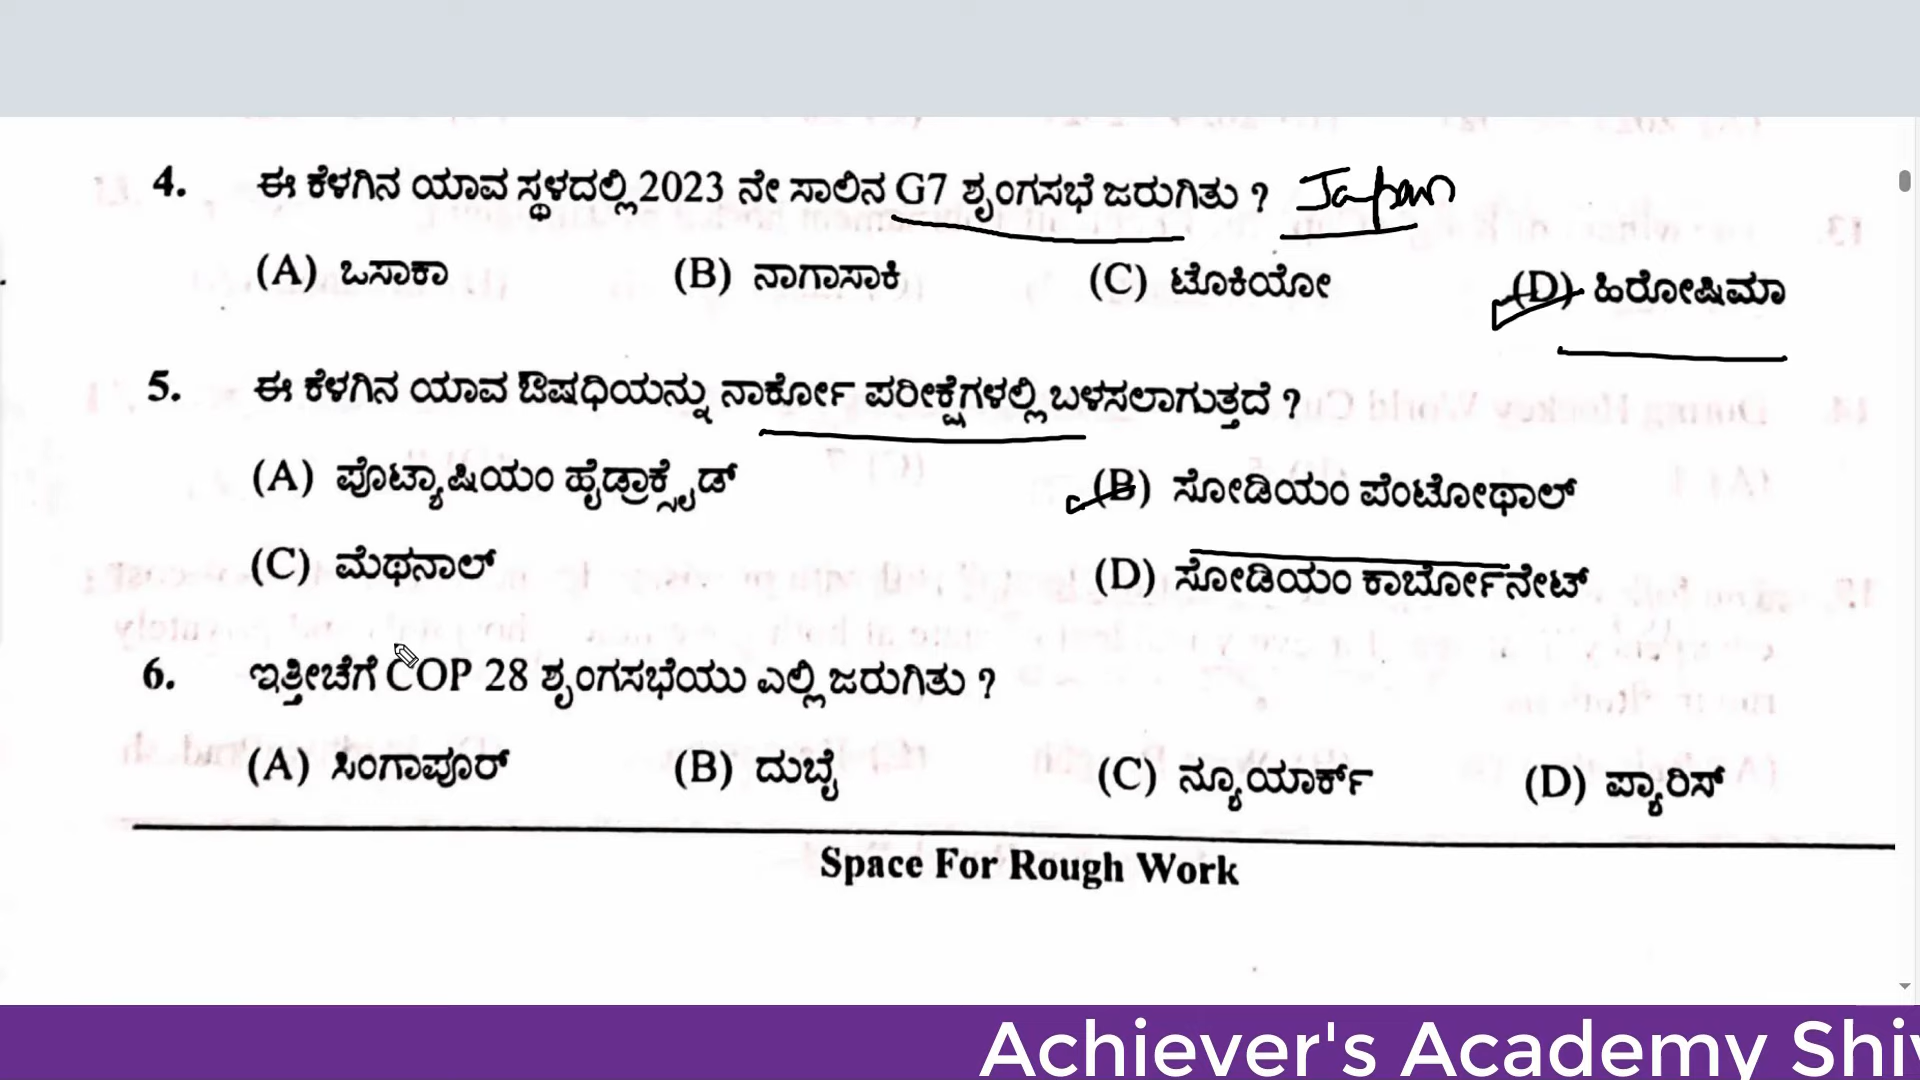 4. ಈ ಕೆಳಗಿನ ಯಾವ ಸ್ಥಳದಲ್ಲಿ 2023 ನೇ ಸಾಲಿನ G7 ಶೃಂಗಸಭೆ ಜರುಗಿತು ? Japan
(A) ಒಸಾಕಾ (B) ನಾಗಾಸಾಕಿ (C) ಟೊಕಿಯೋ (D) ಹಿರೋಷಿಮಾ
5. ಈ ಕೆಳಗಿನ ಯಾವ ಔಷಧಿಯನ್ನು ನಾರ್ಕೋ ಪರೀಕ್ಷೆಗಳಲ್ಲಿ ಬಳಸಲಾಗುತ್ತದೆ ?
(A) ಪೊಟ್ಯಾಷಿಯಂ ಹೈಡ್ರಾಕ್ಸೈಡ್ (B) ಸೋಡಿಯಂ ಪೆಂಟೋಥಾಲ್
(C) ಮೆಥನಾಲ್ (D) ಸೋಡಿಯಂ ಕಾರ್ಬೋನೇಟ್
6. ಇತ್ತೀಚೆಗೆ COP 28 ಶೃಂಗಸಭೆಯು ಎಲ್ಲಿ ಜರುಗಿತು ?
(A) ಸಿಂಗಾಪೂರ್ (B) ದುಬೈ (C) ನ್ಯೂಯಾರ್ಕ್ (D) ಪ್ಯಾರಿಸ್
Space For Rough Work
Achiever's Academy Shiv